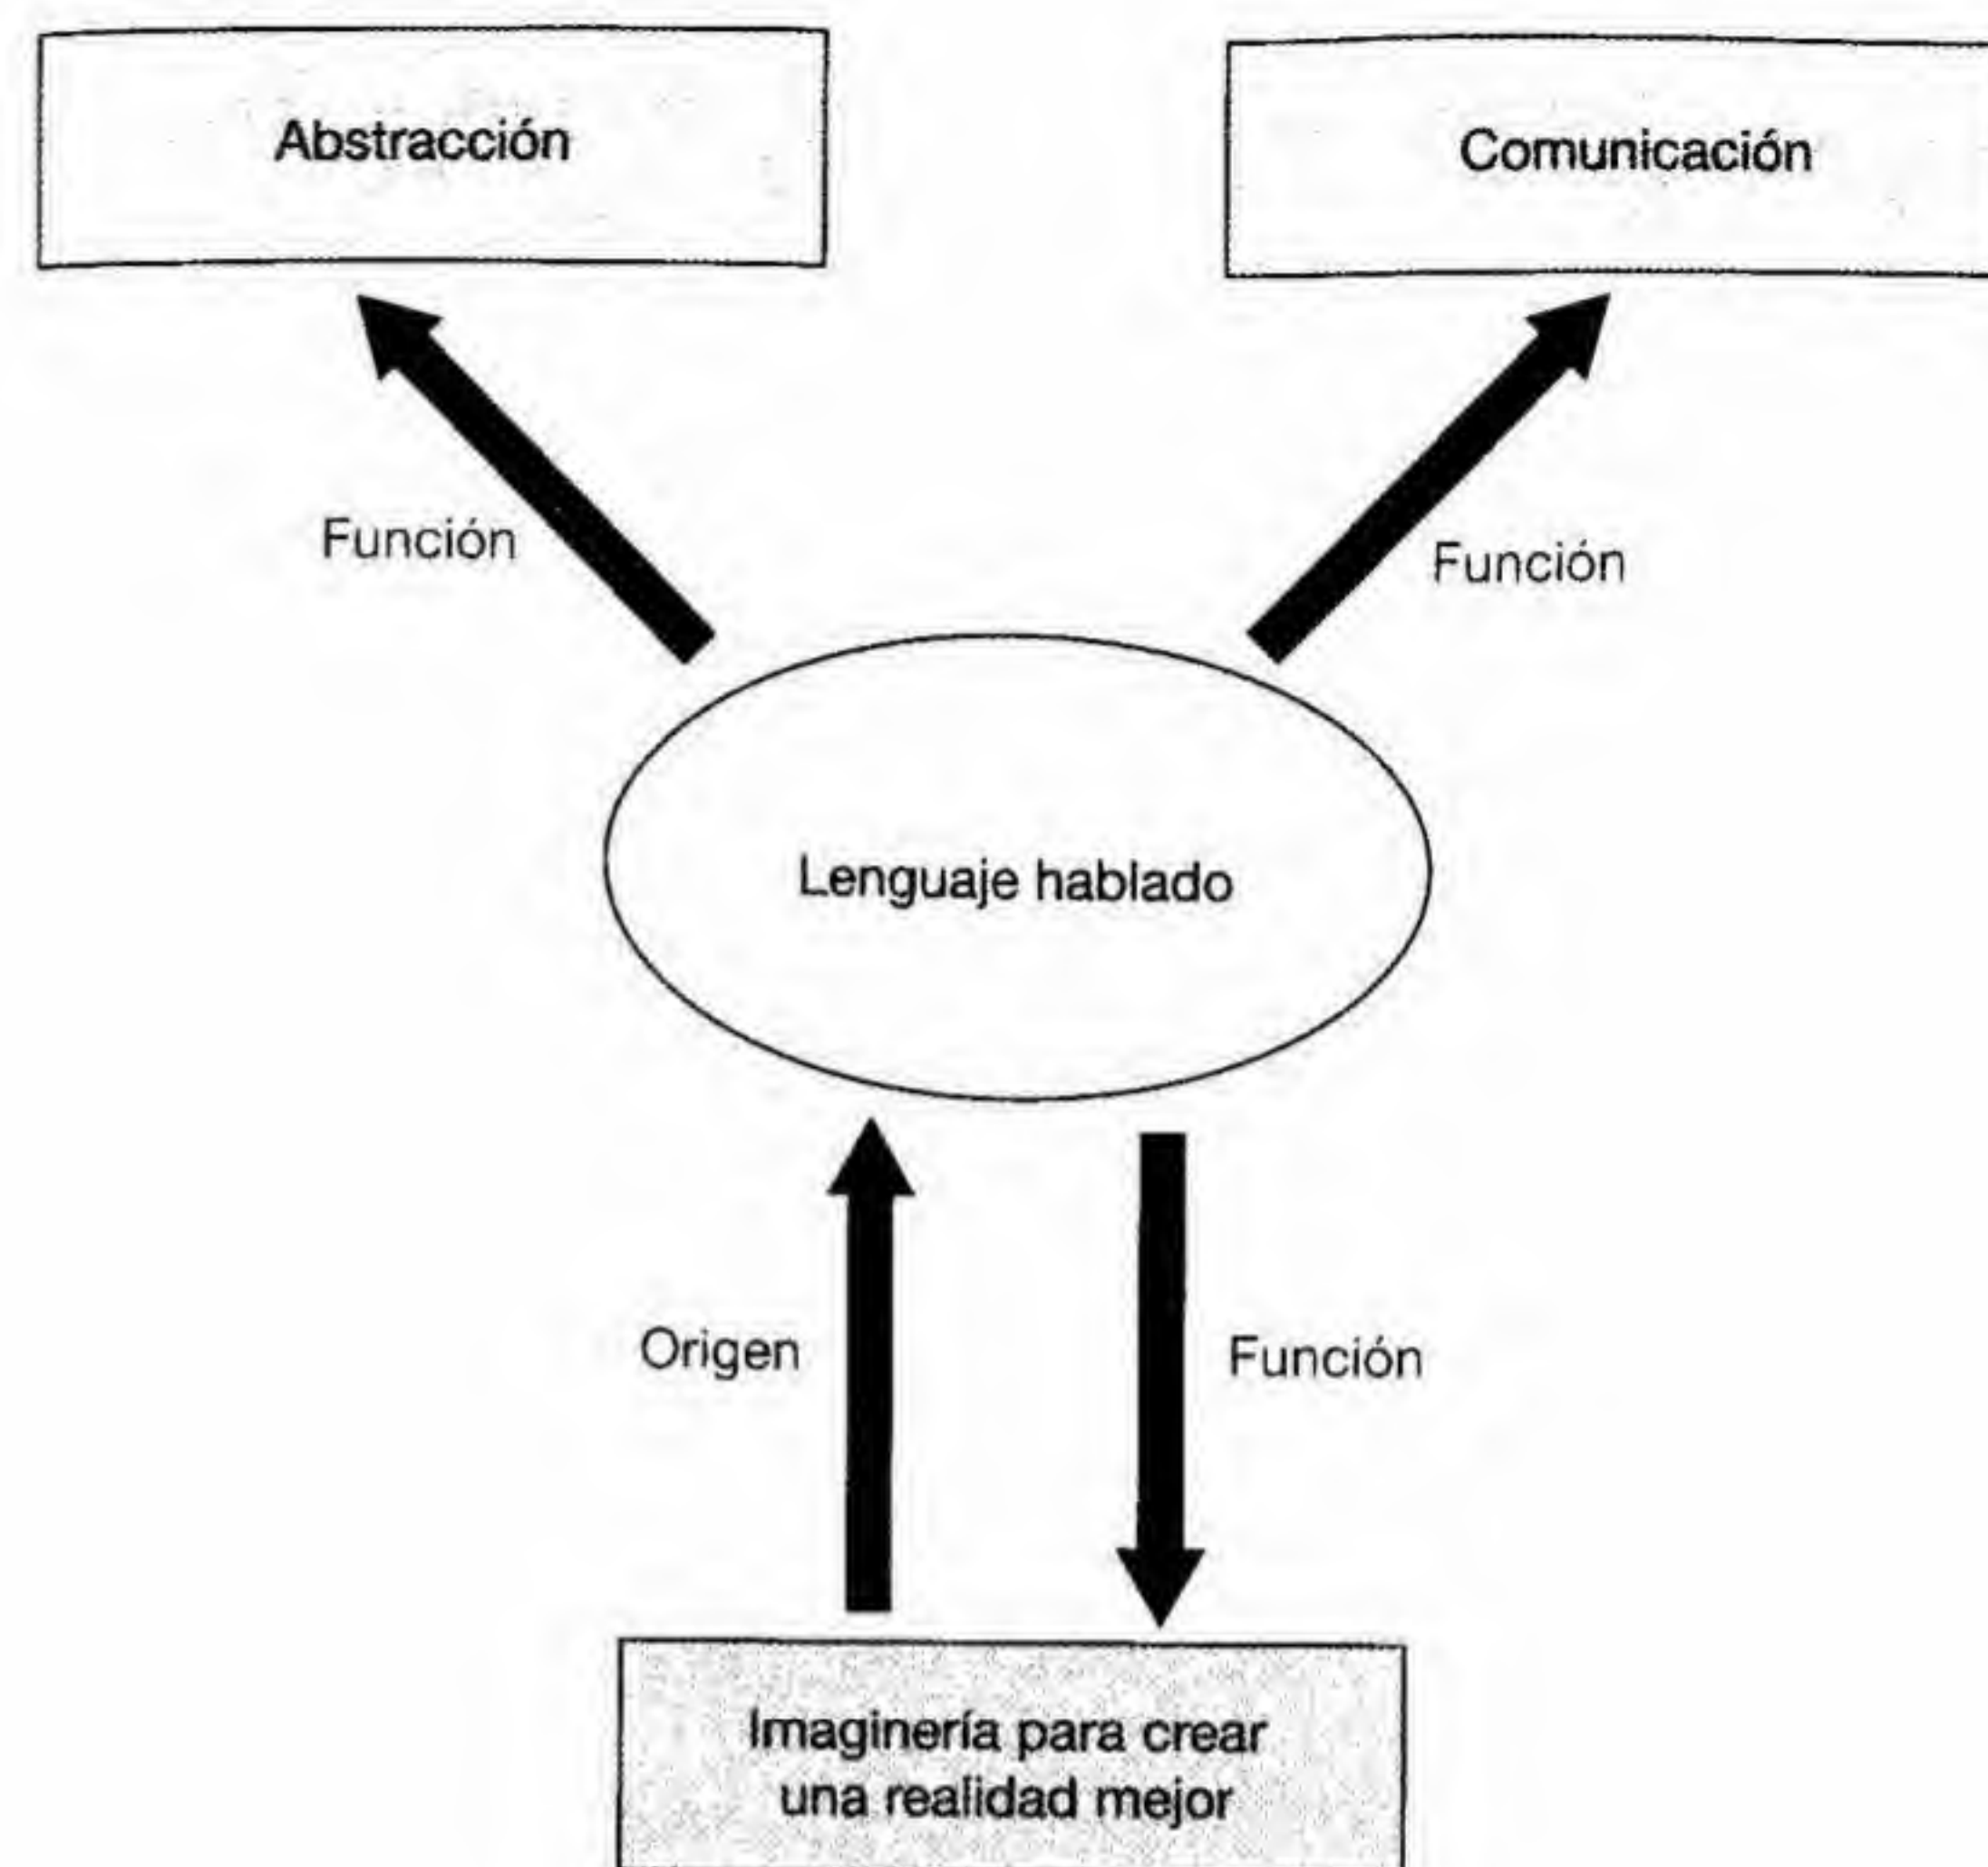 Abstracción
Comunicación
Función
Función
Lenguaje hablado
Origen
Función
Imaginería para crear
una realidad mejor